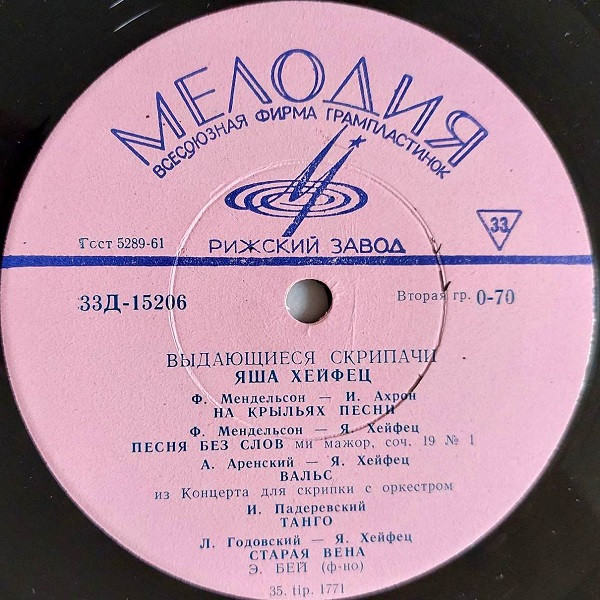 МЕЛОДИЯ
ВСЕСОЮЗНАЯ ФИРМА ГРАМПЛАСТИНОК
РИЖСКИЙ ЗАВОД
Гост 5289-61
33
33Д-15206
Вторая гр. 0-70
ВЫДАЮЩИЕСЯ СКРИПАЧИ
ЯША ХЕЙФЕЦ
Ф. Мендельсон — И. Ахрон
НА КРЫЛЬЯХ ПЕСНИ
Ф. Мендельсон — Я. Хейфец
ПЕСНЯ БЕЗ СЛОВ ми мажор, соч. 19 № 1
А. Аренский — Я. Хейфец
ВАЛЬС
из Концерта для скрипки с оркестром
И. Падеревский
ТАНГО
Л. Годовский — Я. Хейфец
СТАРАЯ ВЕНА
Э. БЕЙ (ф-но)
35. tip. 1771